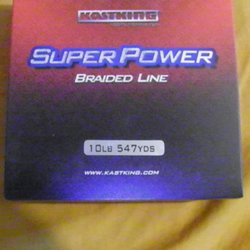 KASTKING
SUPER POWER
BRAIDED LINE
10LB 547YDS
WWW.KASTKING.COM